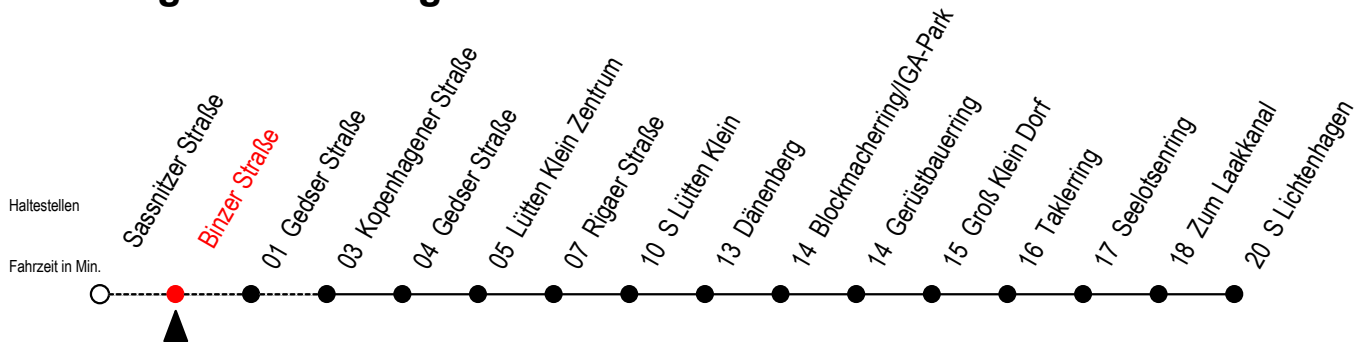 Haltestellen
Fahrzeit in Min.
Sassnitzer Straße
Binzer Straße
01 Gedser Straße
03 Kopenhagener Straße
04 Gedser Straße
05 Lütten Klein Zentrum
07 Rigaer Straße
10 S Lütten Klein
13 Dänenberg
14 Blockmacherring/IGA-Park
14 Gerüstbauerring
15 Groß Klein Dorf
16 Taklerring
17 Seelotsenring
18 Zum Laakkanal
20 S Lichtenhagen